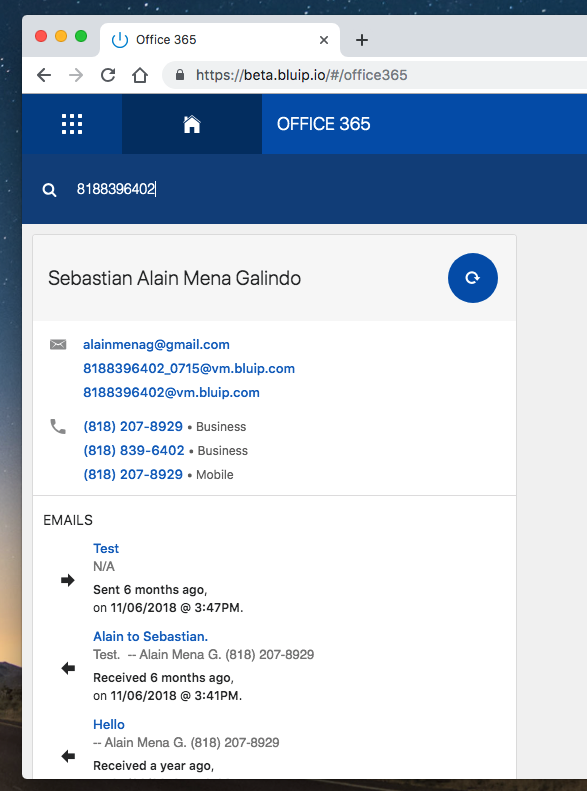 Office 365
https://beta.bluip.io/#/office365
OFFICE 365
8188396402
Sebastian Alain Mena Galindo
alainmenag@gmail.com
8188396402_0715@vm.bluip.com
8188396402@vm.bluip.com
(818) 207-8929 • Business
(818) 839-6402 • Business
(818) 207-8929 • Mobile
EMAILS
Test
N/A
Sent 6 months ago,
on 11/06/2018 @ 3:47PM.
Alain to Sebastian.
Test. -- Alain Mena G. (818) 207-8929
Received 6 months ago,
on 11/06/2018 @ 3:41PM.
Hello
-- Alain Mena G. (818) 207-8929
Received a year ago,